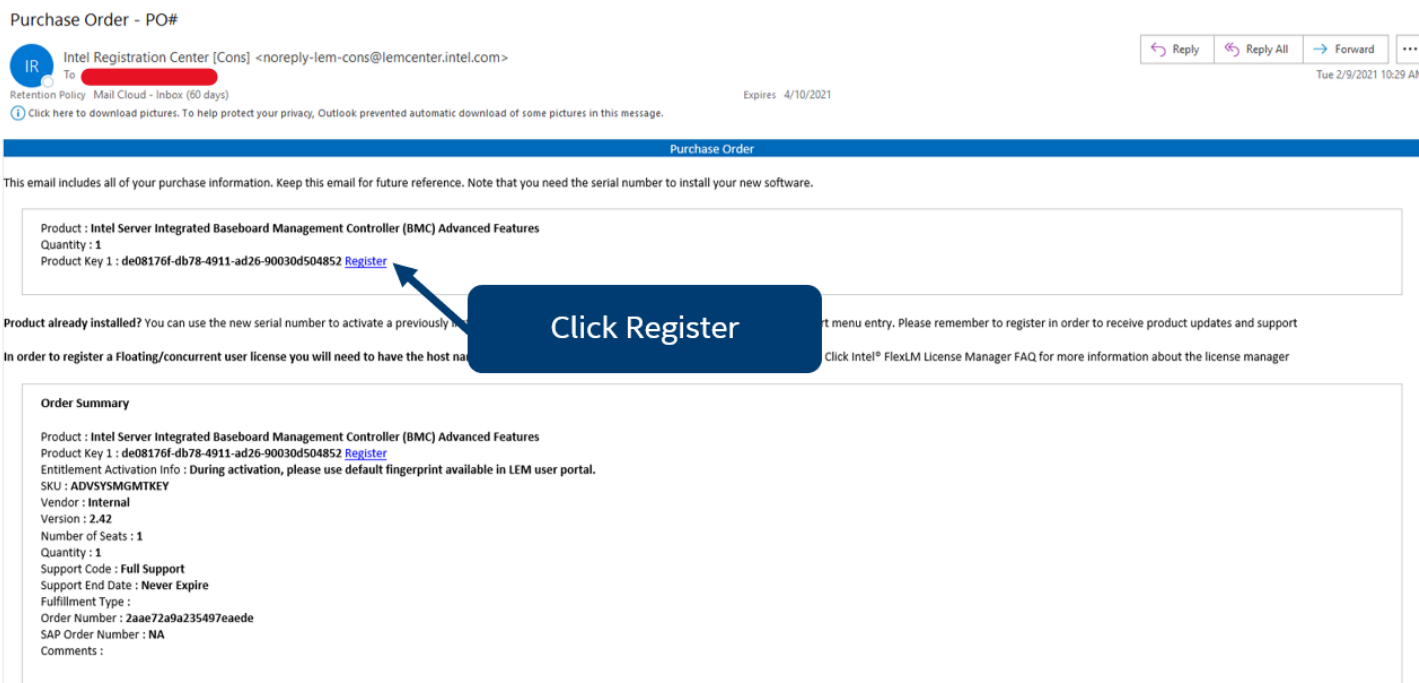 Purchase Order - PO#
IR
Intel Registration Center [Cons] <noreply-lem-cons@lemcenter.intel.com>
Reply
Reply All
Forward
To
Tue 2/9/2021 10:29 AM
Retention Policy Mail Cloud - Inbox (60 days)
Expires 4/10/2021
Click here to download pictures. To help protect your privacy, Outlook prevented automatic download of some pictures in this message.
Purchase Order
This email includes all of your purchase information. Keep this email for future reference. Note that you need the serial number to install your new software.
Product : Intel Server Integrated Baseboard Management Controller (BMC) Advanced Features
Quantity : 1
Product Key 1 : de08176f-db78-4911-ad26-90030d504852 Register
Click Register
Product already installed? You can use the new serial number to activate a previously
rt menu entry. Please remember to register in order to receive product updates and support
In order to register a Floating/concurrent user license you will need to have the host
Click Intel® FlexLM License Manager FAQ for more information about the license manager
Order Summary
Product : Intel Server Integrated Baseboard Management Controller (BMC) Advanced Features
Product Key 1 : de08176f-db78-4911-ad26-90030d504852 Register
Entitlement Activation Info : During activation, please use default fingerprint available in LEM user portal.
SKU : ADVSYSMGMTKEY
Vendor : Internal
Version : 2.42
Number of Seats : 1
Quantity : 1
Support Code : Full Support
Support End Date : Never Expire
Fulfillment Type :
Order Number : 2aae72a9a235497eaede
SAP Order Number : NA
Comments :